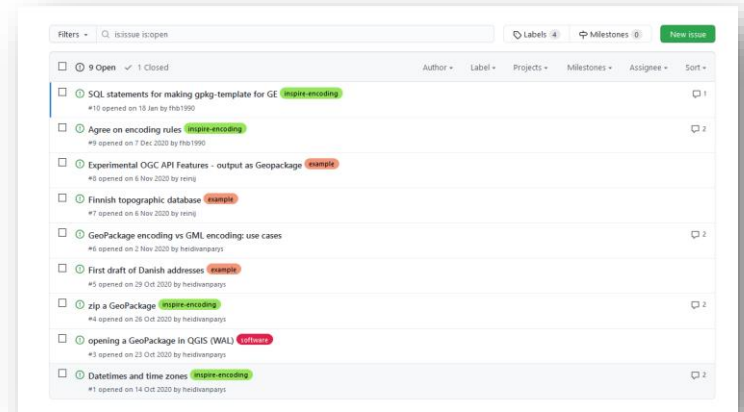 Filters
is:issue is:open
Labels 4
Milestones 0
New issue
9 Open 1 Closed
Author Label Projects Milestones Assignee Sort
SQL statements for making gpkg-template for GE inspire-encoding 1
#10 opened on 18 Jan by fhb1990
Agree on encoding rules inspire-encoding 2
#9 opened on 7 Dec 2020 by fhb1990
Experimental OGC API Features - output as Geopackage example
#8 opened on 6 Nov 2020 by reinij
Finnish topographic database example
#7 opened on 6 Nov 2020 by reinij
GeoPackage encoding vs GML encoding: use cases 2
#6 opened on 2 Nov 2020 by heidivanparys
First draft of Danish addresses example
#5 opened on 29 Oct 2020 by heidivanparys
zip a GeoPackage inspire-encoding 2
#4 opened on 26 Oct 2020 by heidivanparys
opening a GeoPackage in QGIS (WAL) software
#3 opened on 23 Oct 2020 by heidivanparys
Datetimes and time zones inspire-encoding 2
#1 opened on 14 Oct 2020 by heidivanparys